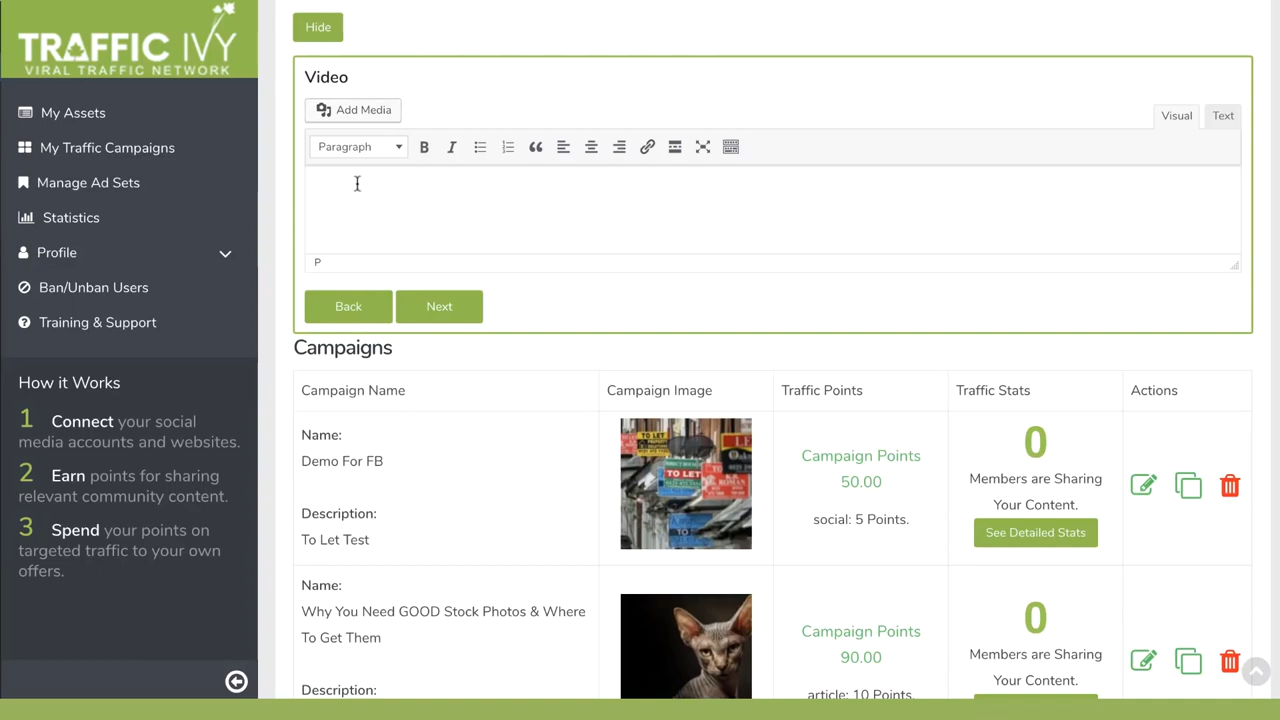 TRAFFIC IVY
VIRAL TRAFFIC NETWORK
My Assets
My Traffic Campaigns
Manage Ad Sets
Statistics
Profile
Ban/Unban Users
Training & Support
How it Works
1 Connect your social
media accounts and websites.
2 Earn points for sharing
relevant community content.
3 Spend your points on
targeted traffic to your own
offers.
Hide
Video
Add Media
Visual Text
Paragraph
P
Back Next
Campaigns
Campaign Name Campaign Image Traffic Points Traffic Stats Actions
Name:
Demo For FB
Description:
To Let Test
TO LET
TO LET
TO LET
Campaign Points
50.00
social: 5 Points.
0
Members are Sharing
Your Content.
See Detailed Stats
Name:
Why You Need GOOD Stock Photos & Where
To Get Them
Description:
Campaign Points
90.00
article: 10 Points.
0
Members are Sharing
Your Content.